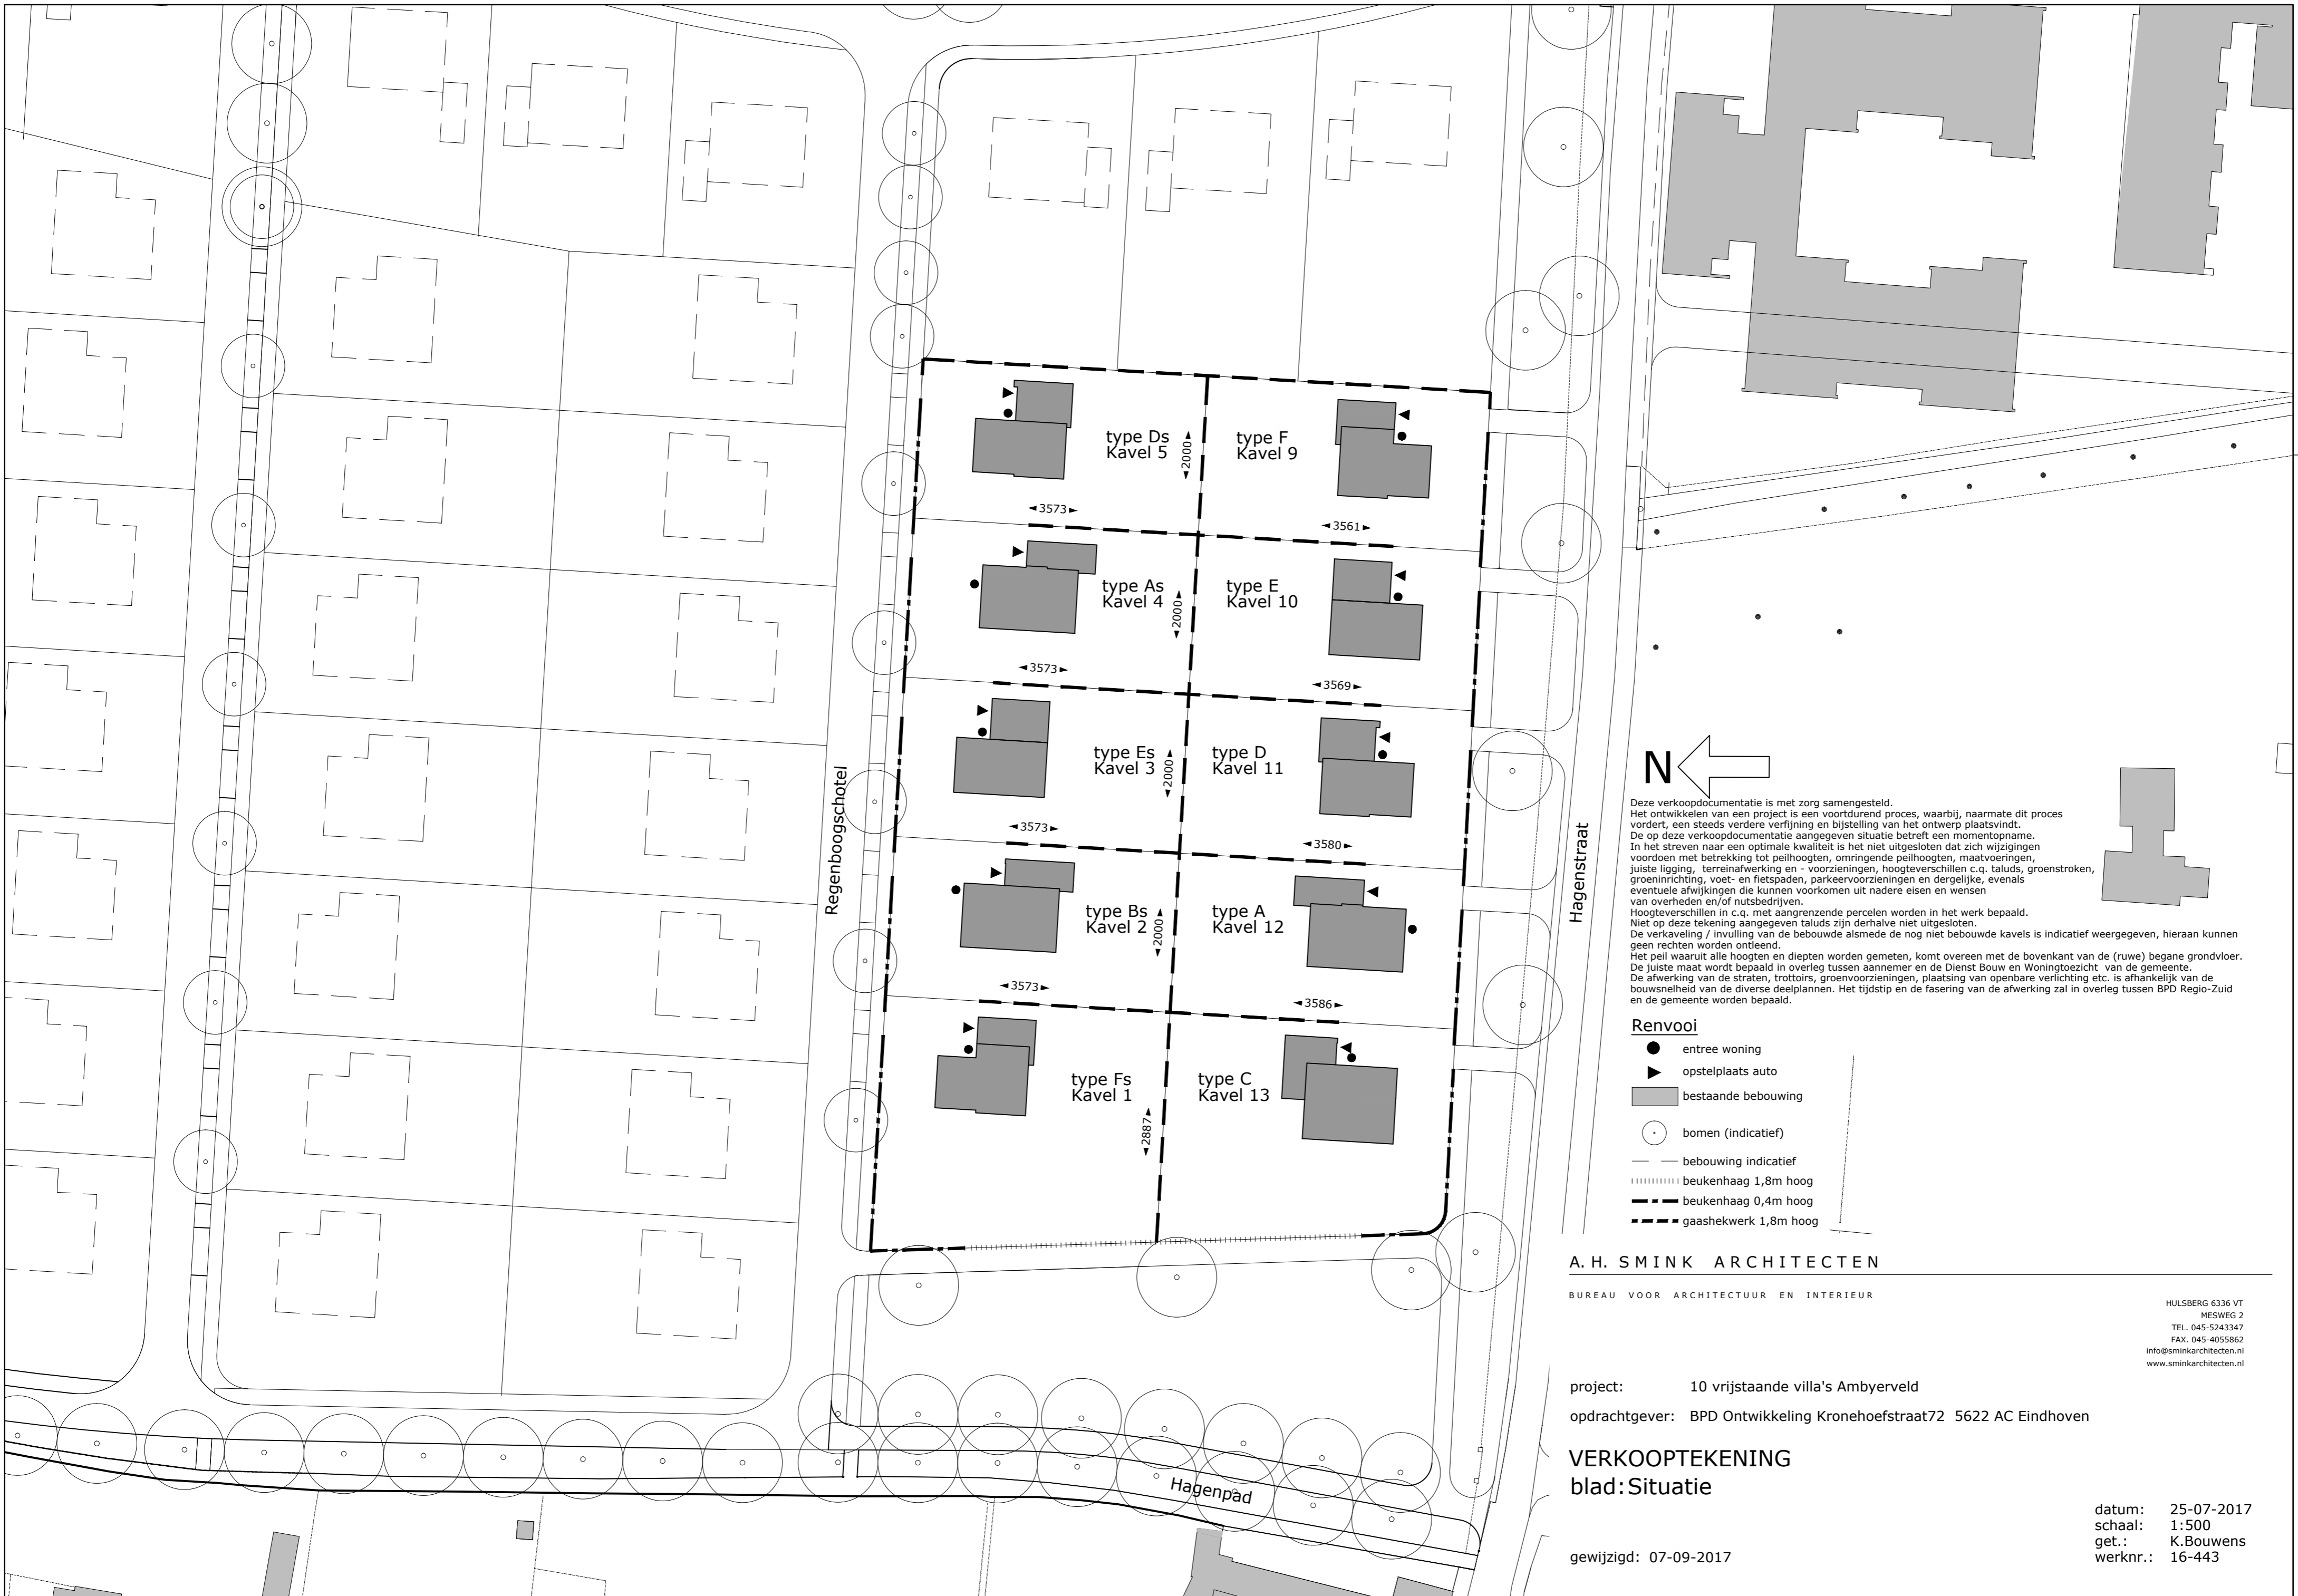 type Ds
Kavel 5
2000
type F
Kavel 9
3573
3561
type As
Kavel 4
2000
type E
Kavel 10
3573
3569
type Es
Kavel 3
2000
type D
Kavel 11
3573
3580
type Bs
Kavel 2
2000
type A
Kavel 12
3573
3586
type Fs
Kavel 1
2887
type C
Kavel 13
Regenboogschotel
Hagenstraat
Hagenpad
N
Deze verkoopdocumentatie is met zorg samengesteld.
Het ontwikkelen van een project is een voortdurend proces, waarbij, naarmate dit proces
vordert, een steeds verdere verfijning en bijstelling van het ontwerp plaatsvindt.
De op deze verkoopdocumentatie aangegeven situatie betreft een momentopname.
In het streven naar een optimale kwaliteit is het niet uitgesloten dat zich wijzigingen
voordoen met betrekking tot peilhoogten, omringende peilhoogten, maatvoeringen,
juiste ligging, terreinafwerking en - voorzieningen, hoogteverschillen c.q. taluds, groenstroken,
groeninrichting, voet- en fietspaden, parkeervoorzieningen en dergelijke, evenals
eventuele afwijkingen die kunnen voorkomen uit nadere eisen en wensen
van overheden en/of nutsbedrijven.
Hoogteverschillen in c.q. met aangrenzende percelen worden in het werk bepaald.
Niet op deze tekening aangegeven taluds zijn derhalve niet uitgesloten.
De verkaveling / invulling van de bebouwde alsmede de nog niet bebouwde kavels is indicatief weergegeven, hieraan kunnen
geen rechten worden ontleend.
Het peil waaruit alle hoogten en diepten worden gemeten, komt overeen met de bovenkant van de (ruwe) begane grondvloer.
De juiste maat wordt bepaald in overleg tussen aannemer en de Dienst Bouw en Woningtoezicht van de gemeente.
De afwerking van de straten, trottoirs, groenvoorzieningen, plaatsing van openbare verlichting etc. is afhankelijk van de
bouwsnelheid van de diverse deelplannen. Het tijdstip en de fasering van de afwerking zal in overleg tussen BPD Regio-Zuid
en de gemeente worden bepaald.
Renvooi
entree woning
opstelplaats auto
bestaande bebouwing
bomen (indicatief)
bebouwing indicatief
beukenhaag 1,8m hoog
beukenhaag 0,4m hoog
gaashekwerk 1,8m hoog
A. H. SMINK ARCHITECTEN
BUREAU VOOR ARCHITECTUUR EN INTERIEUR
HULSBERG 6336 VT
MESWEG 2
TEL. 045-5243347
FAX. 045-4055862
info@sminkarchitecten.nl
www.sminkarchitecten.nl
project: 10 vrijstaande villa's Ambyerveld
opdrachtgever: BPD Ontwikkeling Kronehoefstraat72 5622 AC Eindhoven
VERKOOPTEKENING
blad:Situatie
datum: 25-07-2017
schaal: 1:500
get.: K.Bouwens
werknr.: 16-443
gewijzigd: 07-09-2017